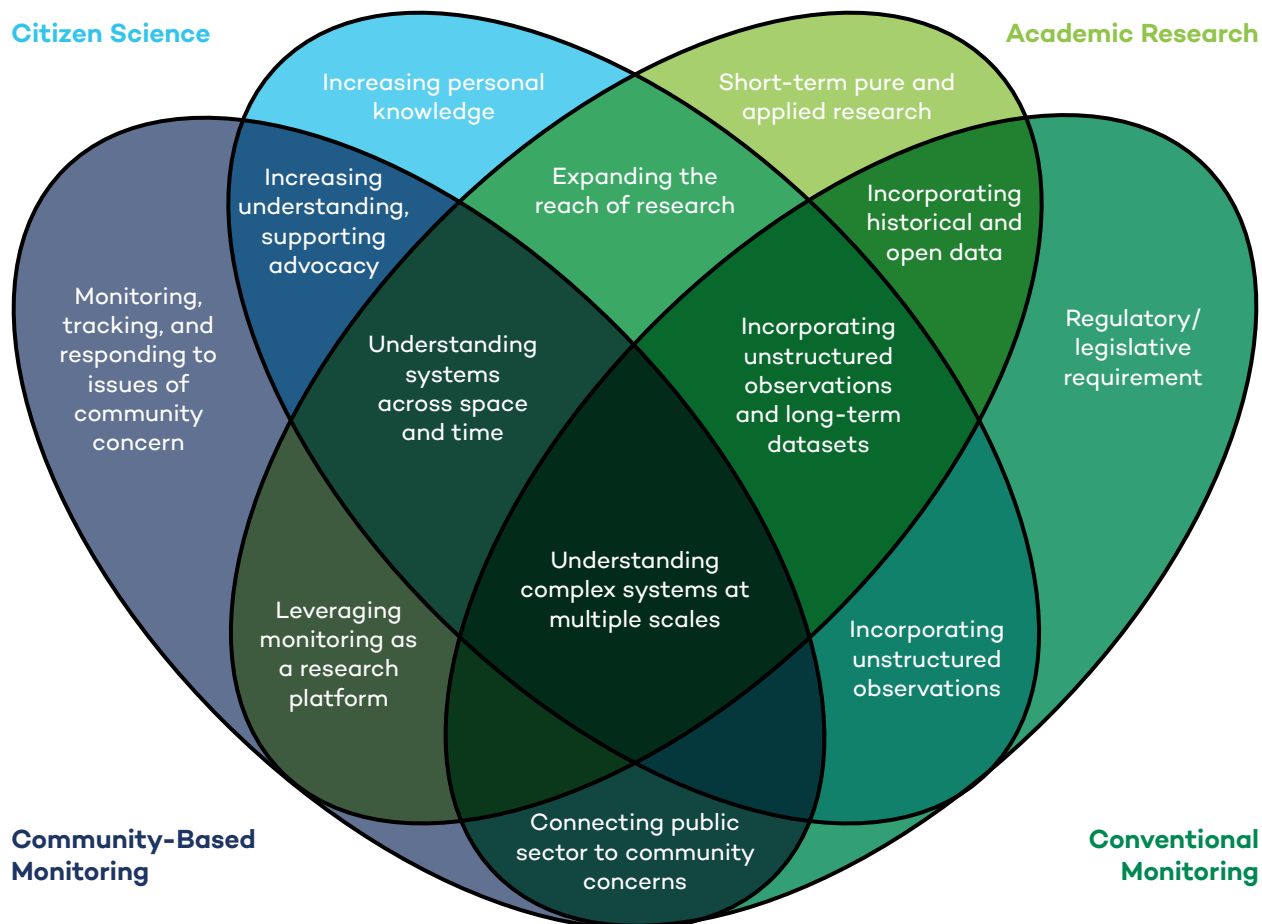 Citizen Science
Academic Research
Increasing personal
knowledge
Short-term pure and
applied research
Increasing
understanding,
supporting
advocacy
Expanding the
reach of research
Incorporating
historical and
open data
Monitoring,
tracking, and
responding to
issues of
community
concern
Understanding
systems
across space
and time
Incorporating
unstructured
observations
and long-term
datasets
Regulatory/
legislative
requirement
Understanding
complex systems at
multiple scales
Leveraging
monitoring as
a research
platform
Incorporating
unstructured
observations
Community-Based
Monitoring
Connecting public
sector to community
concerns
Conventional
Monitoring